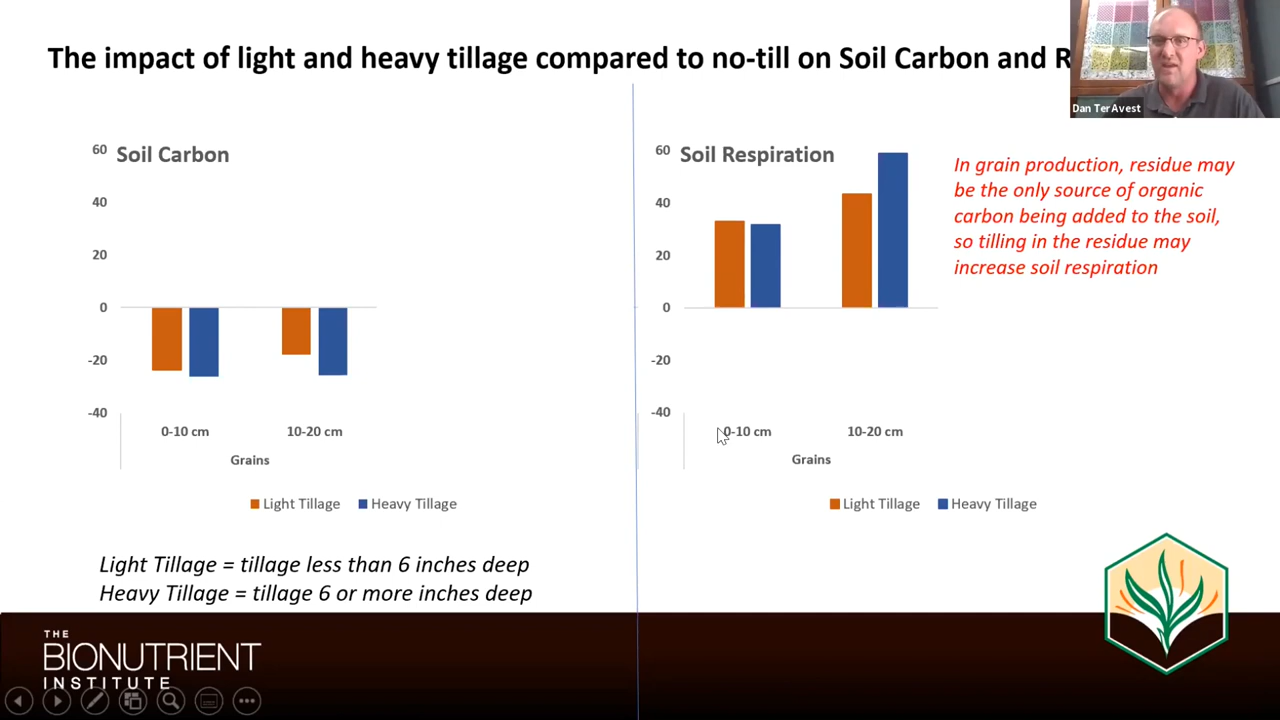 The impact of light and heavy tillage compared to no-till on Soil Carbon and R
Dan Ter Avest
Soil Carbon
60
40
20
0
-20
-40
0-10 cm
10-20 cm
Grains
Light Tillage
Heavy Tillage
Soil Respiration
60
40
20
0
-20
-40
0-10 cm
10-20 cm
Grains
Light Tillage
Heavy Tillage
In grain production, residue may
be the only source of organic
carbon being added to the soil,
so tilling in the residue may
increase soil respiration
Light Tillage = tillage less than 6 inches deep
Heavy Tillage = tillage 6 or more inches deep
THE
BIONUTRIENT
INSTITUTE